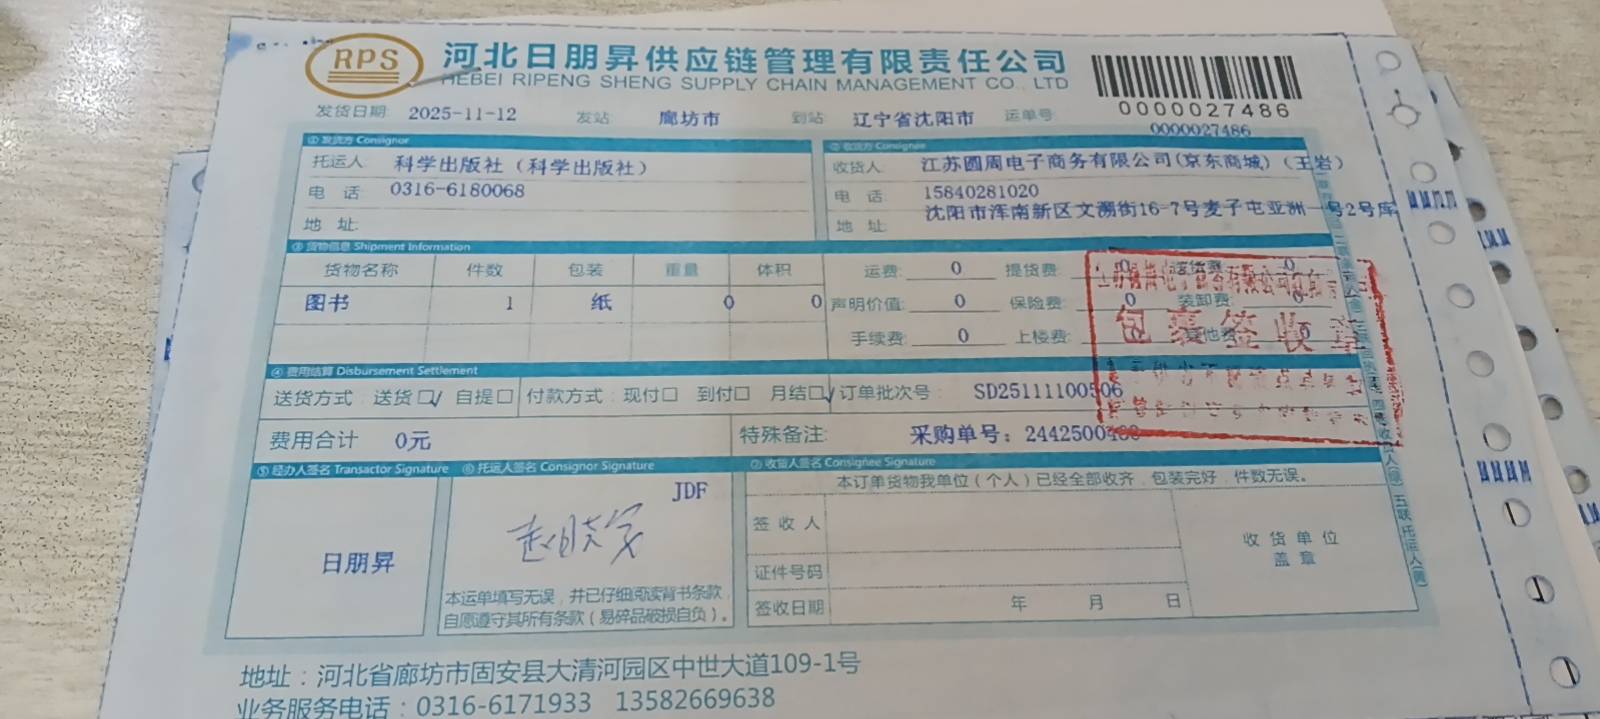 RPS
河北日朋昇供应链管理有限责任公司
HEBEI RIPENG SHENG SUPPLY CHAIN MANAGEMENT CO., LTD
0000027486
发货日期: 2025-11-12 发站 廊坊市 到站 辽宁省沈阳市 运单号 0000027486
① 发货方 Consignor
托运人: 科学出版社（科学出版社）
电 话: 0316-6180068
地 址:
② 收货方 Consignee
收货人: 江苏圆周电子商务有限公司(京东商城)（王岩）
电 话: 15840281020
地 址: 沈阳市浑南新区文溯街16-7号麦子屯亚洲一号2号库
③ 货物信息 Shipment Information
货物名称 件数 包装 重量 体积
图书 1 纸 0 0
运费: 0 提货费: 0 送货费: 0
声明价值: 0 保险费: 0 装卸费: 0
手续费: 0 上楼费: 0 其他费: 0
包裹签收章
④ 费用结算 Disbursement Settlement
送货方式: 送货☑ 自提□ 付款方式: 现付□ 到付□ 月结☑ 订单批次号 SD25111100506
费用合计 0元 特殊备注: 采购单号: 2442500
⑤ 经办人签名 Transactor Signature
日朋昇
⑥ 托运人签名 Consignor Signature
JDF
本运单填写无误，并已仔细阅读背书条款，
自愿遵守其所有条款（易碎品破损自负）。
⑦ 收货人签名 Consignee Signature
本订单货物我单位（个人）已经全部收齐，包装完好，件数无误。
签 收 人
证件号码
签收日期 年 月 日
收 货 单 位
盖 章
地址：河北省廊坊市固安县大清河园区中世大道109-1号
业务服务电话：0316-6171933 13582669638